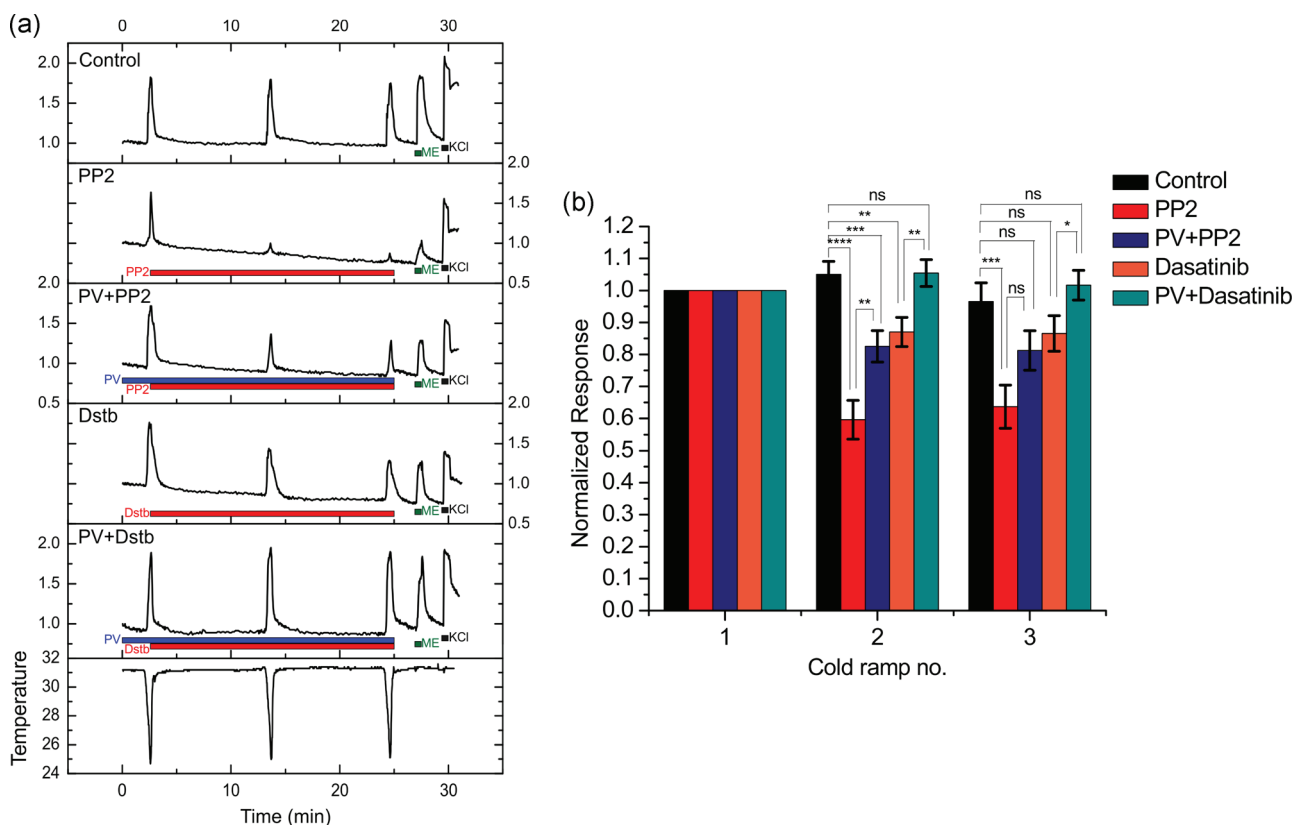 (a)
0 10 20 30
Control
2.0
1.5
1.0
ME
KCl
PP2
2.0
1.5
1.0
0.5
PP2
ME
KCl
PV+PP2
2.0
1.5
1.0
0.5
PV
PP2
ME
KCl
Dstb
2.0
1.5
1.0
0.5
Dstb
ME
KCl
PV+Dstb
2.0
1.5
1.0
PV
Dstb
ME
KCl
Temperature
32
30
28
26
24
0 10 20 30
Time (min)
(b)
Control
PP2
PV+PP2
Dasatinib
PV+Dasatinib
ns
**
***
****
**
**
ns
ns
ns
***
ns
*
Normalized Response
1.2
1.1
1.0
0.9
0.8
0.7
0.6
0.5
0.4
0.3
0.2
0.1
0.0
1 2 3
Cold ramp no.